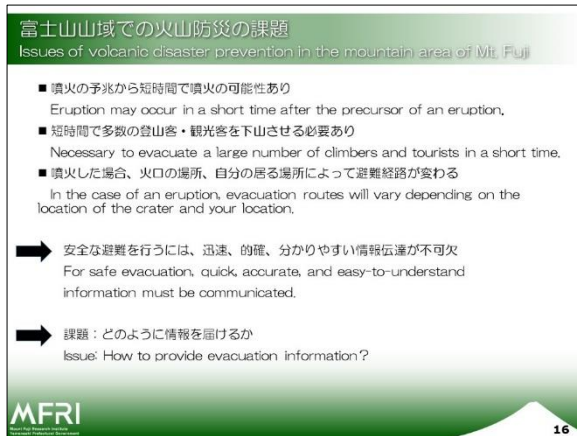 富士山山域での火山防災の課題
Issues of volcanic disaster prevention in the mountain area of Mt. Fuji
■ 噴火の予兆から短時間で噴火の可能性あり
Eruption may occur in a short time after the precursor of an eruption.
■ 短時間で多数の登山客・観光客を下山させる必要あり
Necessary to evacuate a large number of climbers and tourists in a short time.
■ 噴火した場合、火口の場所、自分の居る場所によって避難経路が変わる
In the case of an eruption, evacuation routes will vary depending on the
location of the crater and your location.
安全な避難を行うには、迅速、的確、分かりやすい情報伝達が不可欠
For safe evacuation, quick, accurate, and easy-to-understand
information must be communicated.
課題：どのように情報を届けるか
Issue: How to provide evacuation information？
MFRI
Mount Fuji Research Institute
Yamanashi Prefectural Government
16